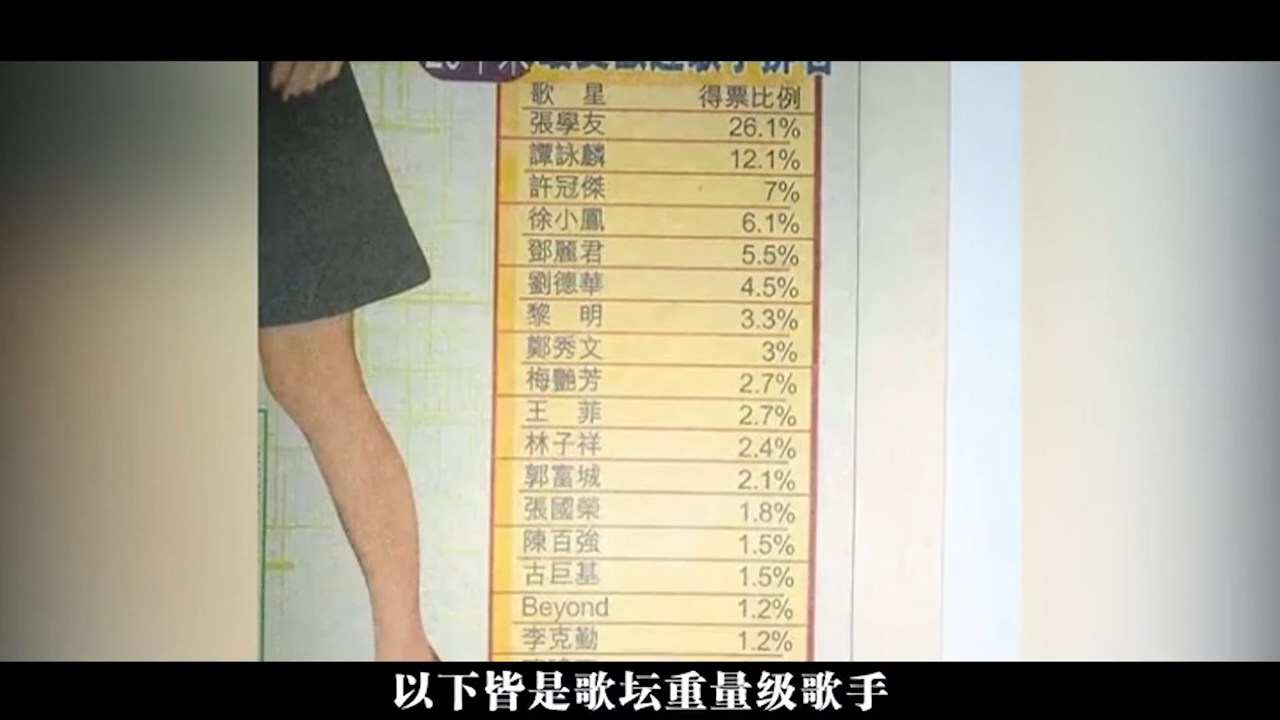 歌 星 得票比例
張學友 26.1%
譚詠麟 12.1%
許冠傑 7%
徐小鳳 6.1%
鄧麗君 5.5%
劉德華 4.5%
黎 明 3.3%
鄭秀文 3%
梅艷芳 2.7%
王 菲 2.7%
林子祥 2.4%
郭富城 2.1%
張國榮 1.8%
陳百強 1.5%
古巨基 1.5%
Beyond 1.2%
李克勤 1.2%
以下皆是歌坛重量级歌手